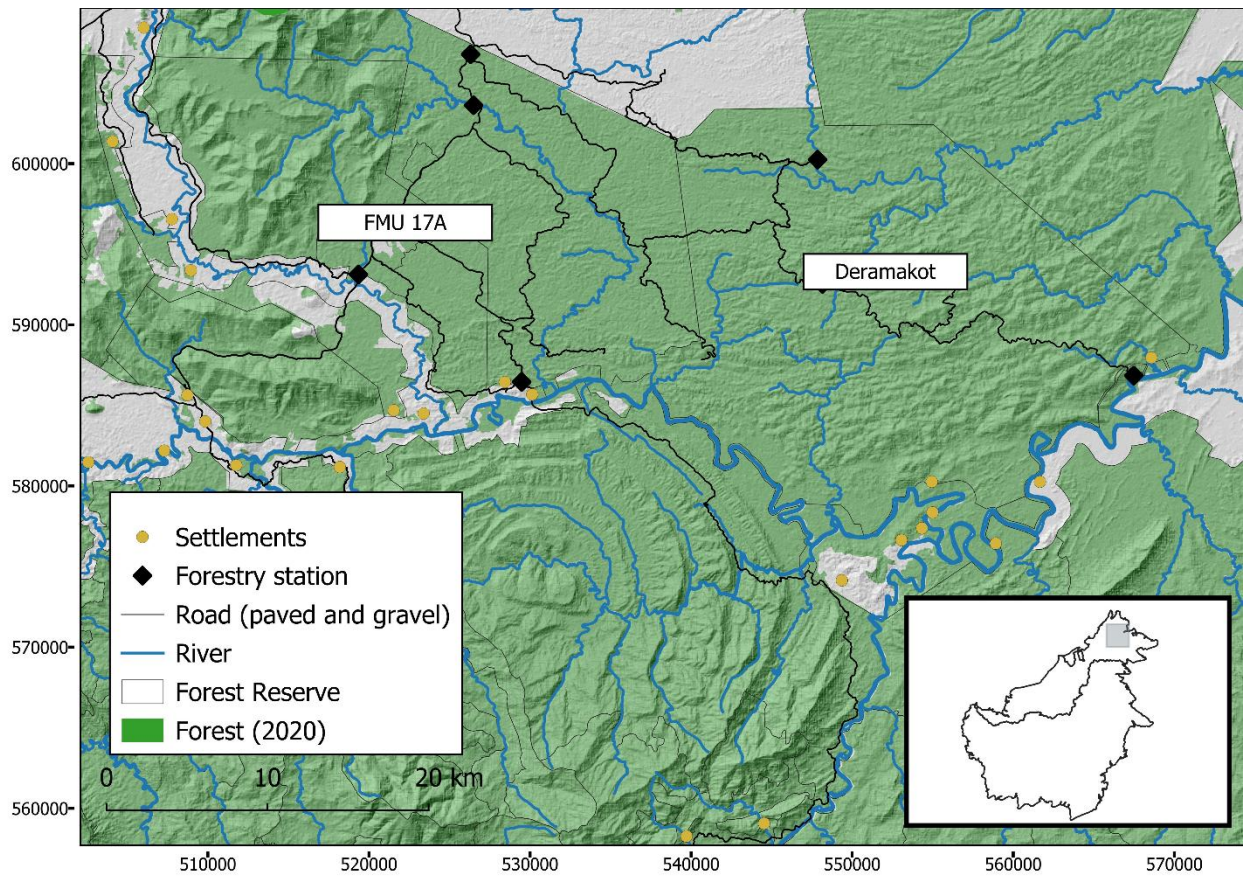 600000
FMU 17A
Deramakot
590000
580000
Settlements
Forestry station
Road (paved and gravel)
River
Forest Reserve
Forest (2020)
570000
0 10 20 km
560000
510000 520000 530000 540000 550000 560000 570000